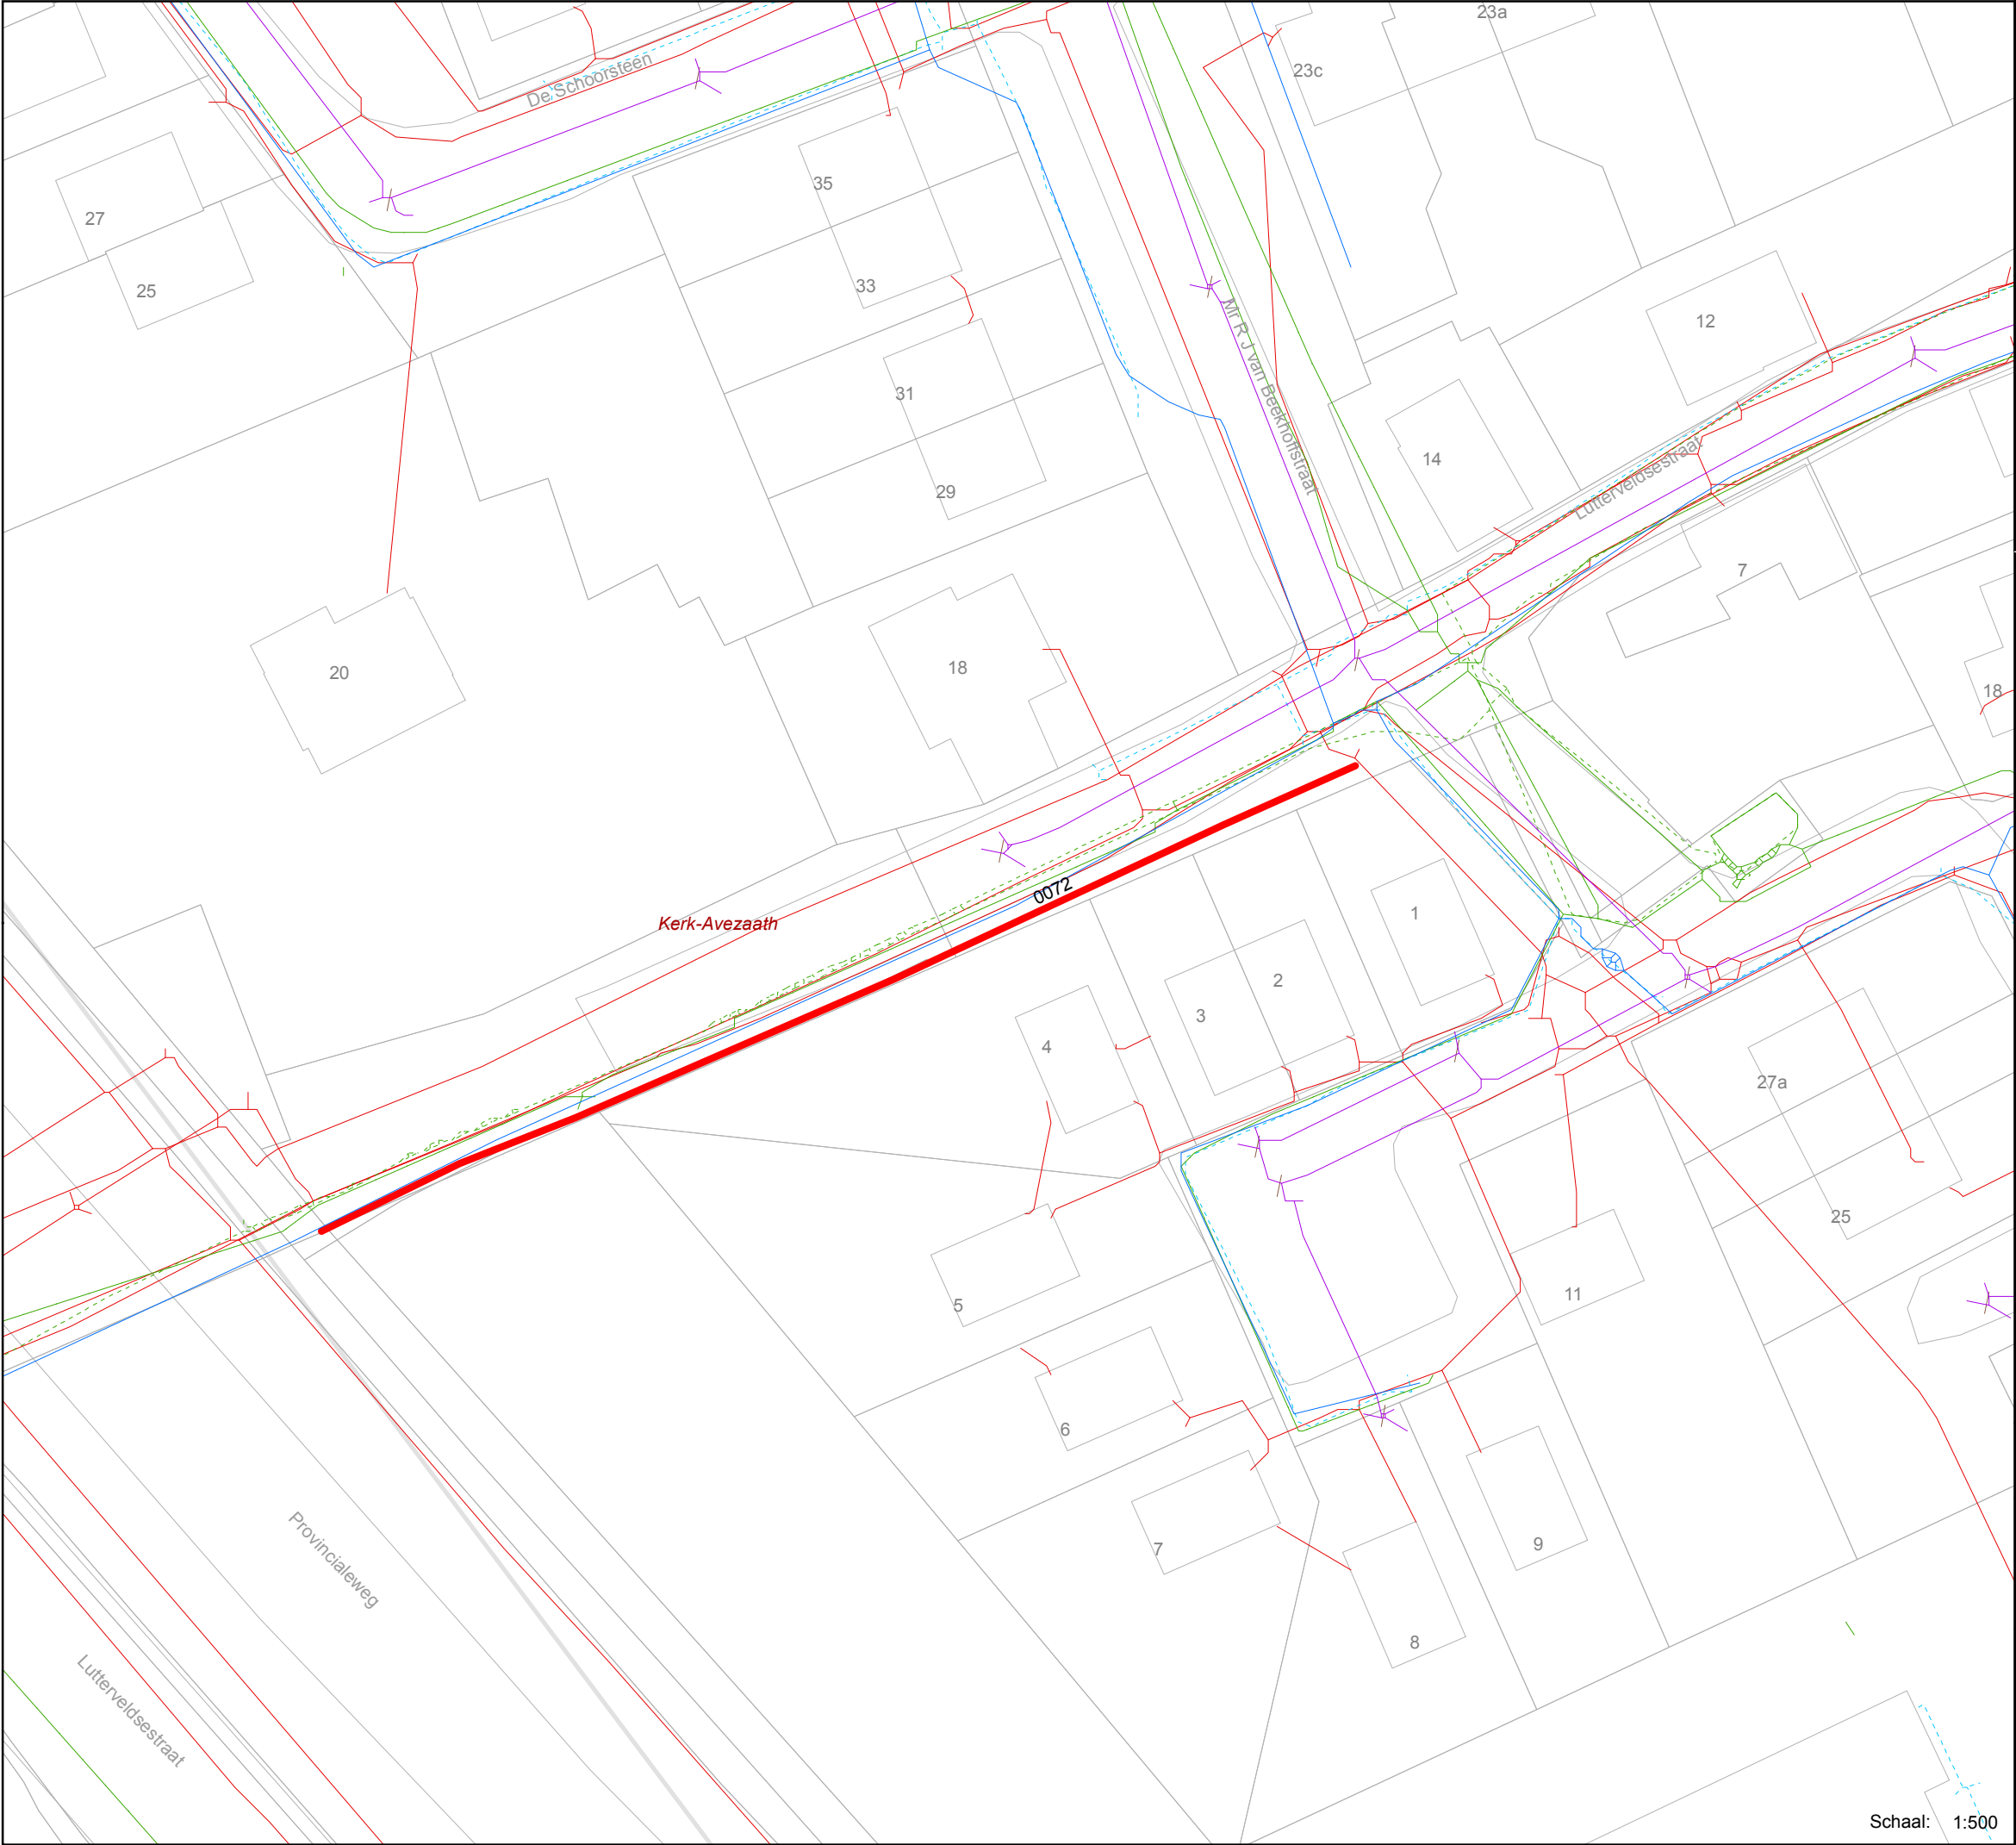 23a
De Schoorsteen
23c
35
27
33
25
12
Mr R J van Beekhoffstraat
31
14
29
Lutterveldsestraat
7
20
18
18
0072
Kerk-Avezaath
1
2
3
4
27a
25
11
5
6
7
9
8
Provincialeweg
Lutterveldsestraat
Schaal: 1:500